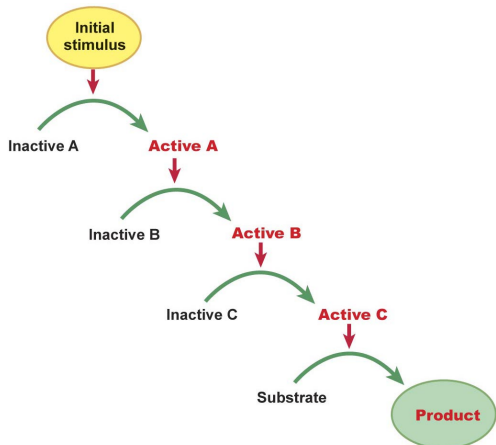 Initial
stimulus
Inactive A
Active A
Inactive B
Active B
Inactive C
Active C
Substrate
Product